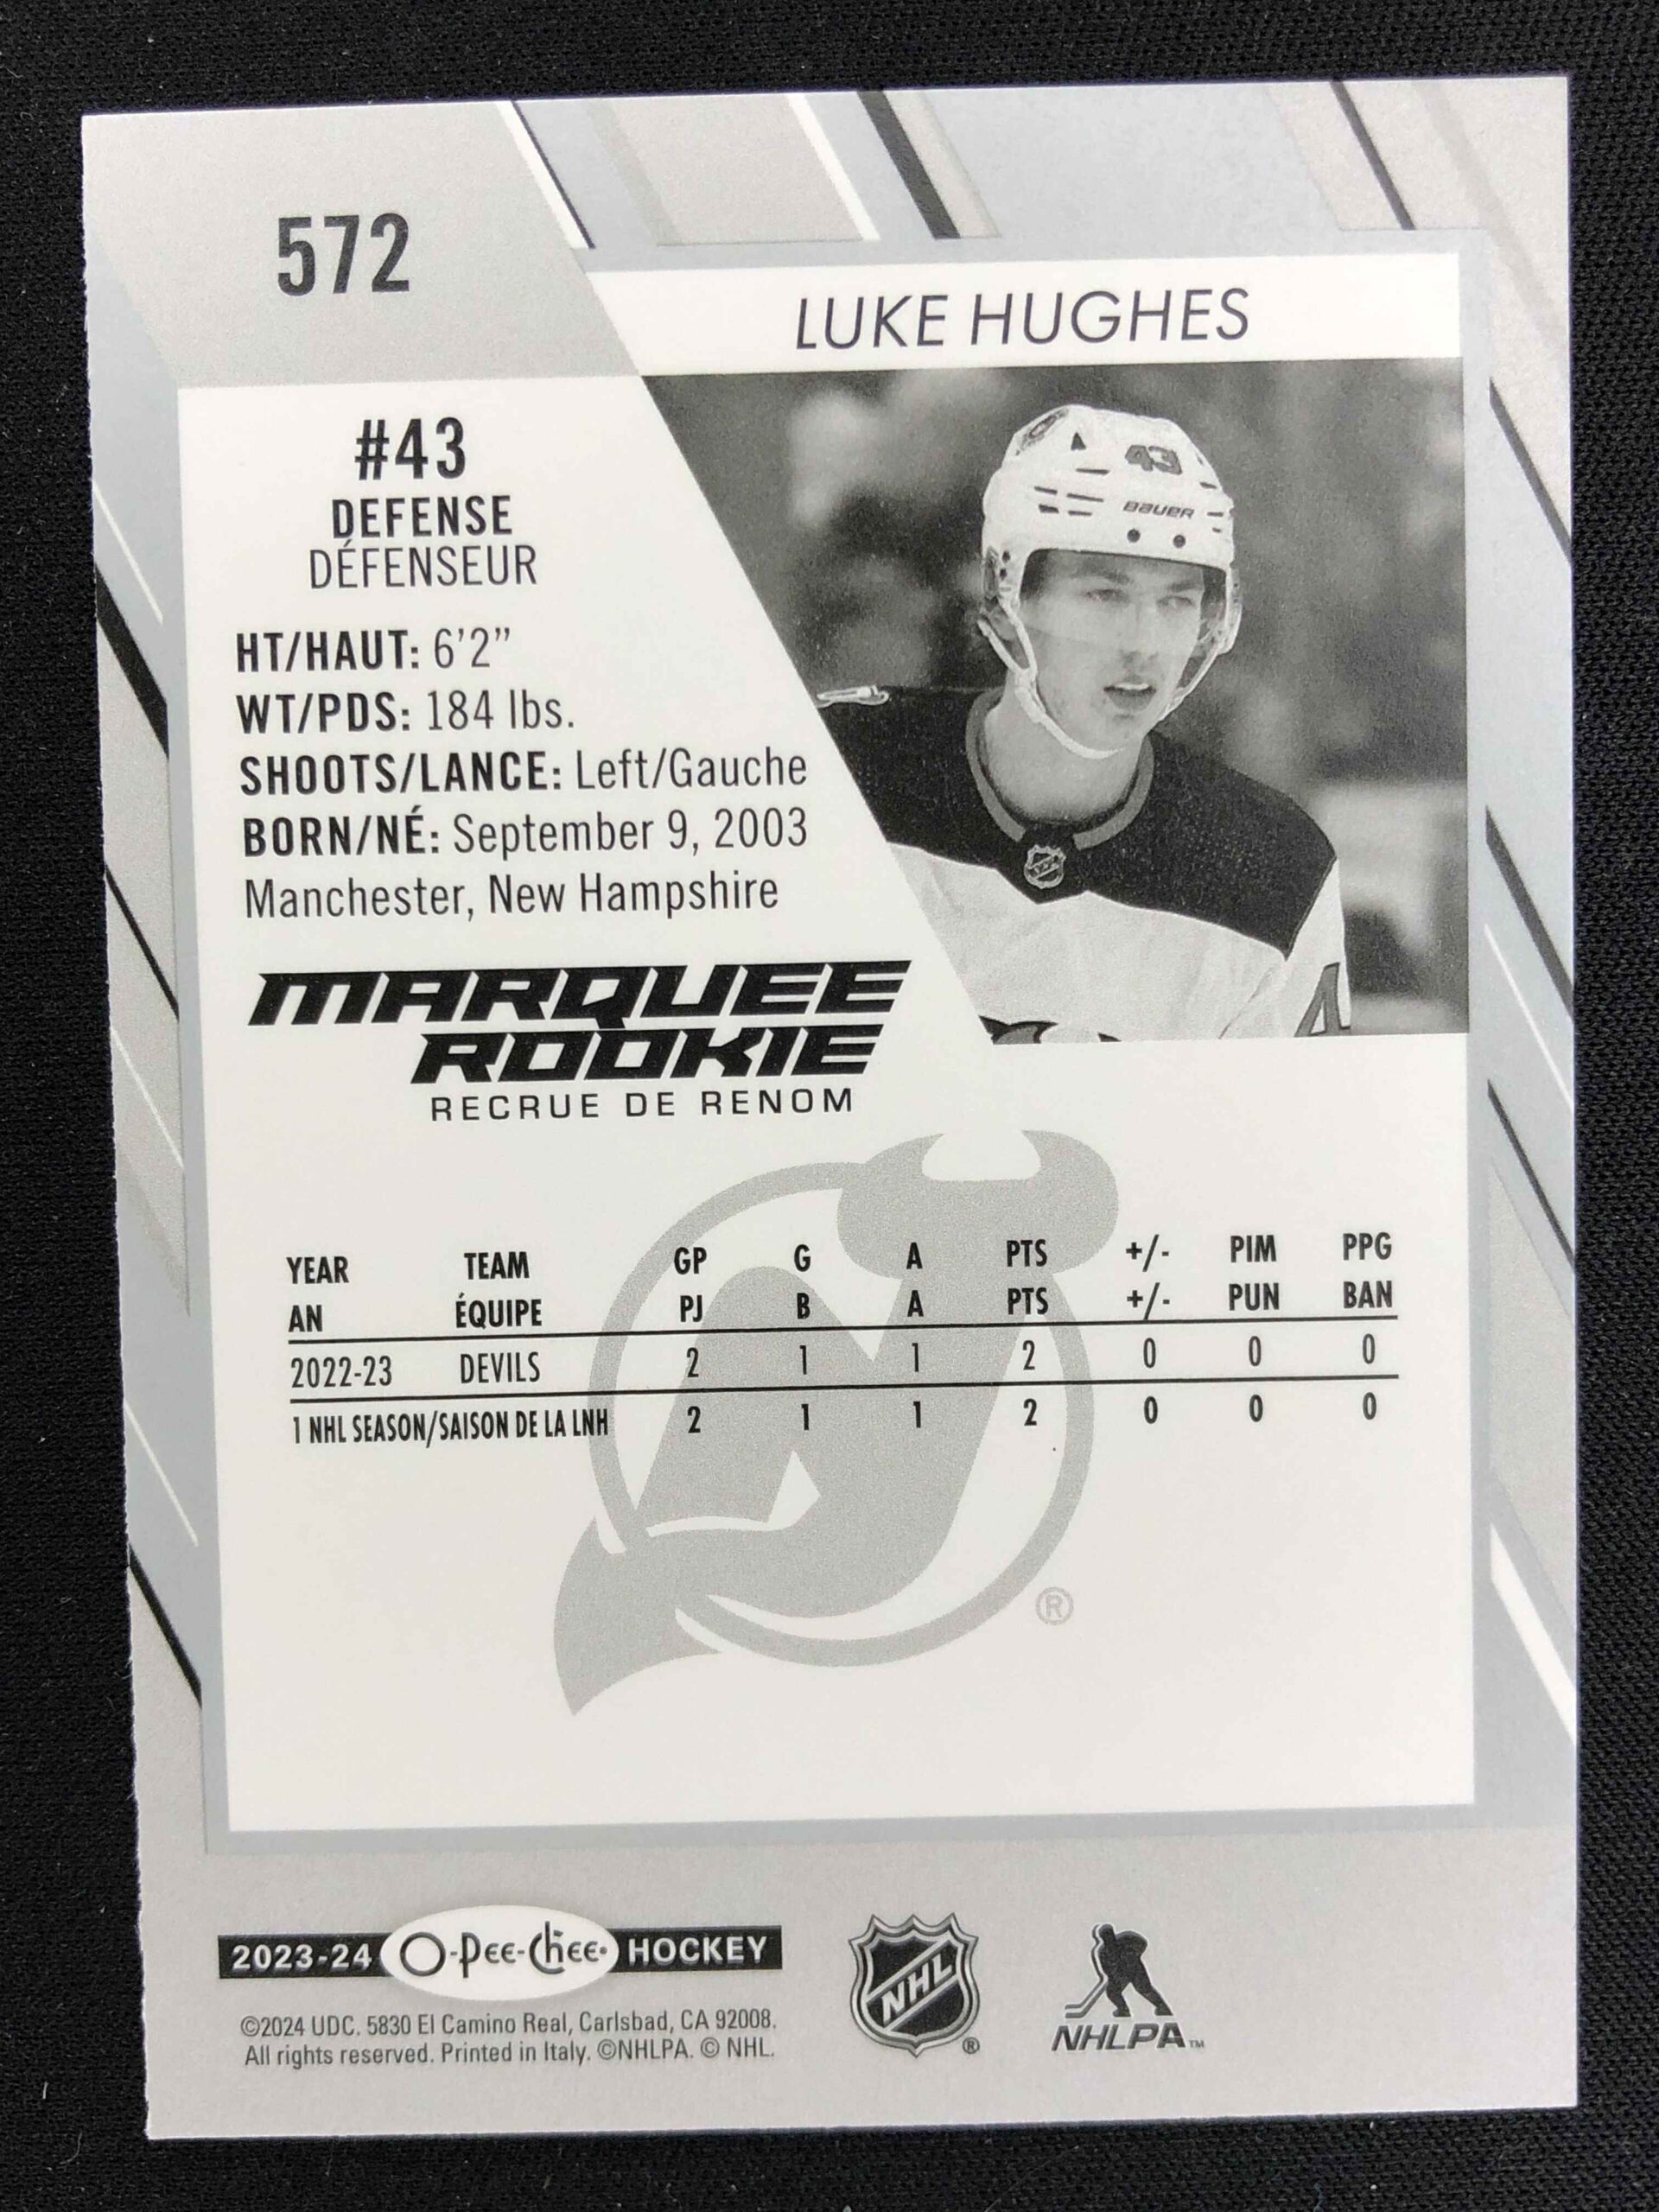 572
LUKE HUGHES
#43
DEFENSE
DÉFENSEUR
HT/HAUT: 6'2"
WT/PDS: 184 lbs.
SHOOTS/LANCE: Left/Gauche
BORN/NÉ: September 9, 2003
Manchester, New Hampshire
43
BAUER
4
MARQUEE
ROOKIE
RECRUE DE RENOM
YEAR TEAM GP G A PTS +/- PIM PPG
AN ÉQUIPE PJ B A PTS +/- PUN BAN
2022-23 DEVILS 2 1 1 2 0 0 0
1 NHL SEASON/SAISON DE LA LNH 2 1 1 2 0 0 0
®
2023-24 O-Pee-Chee® HOCKEY
©2024 UDC. 5830 El Camino Real, Carlsbad, CA 92008.
All rights reserved. Printed in Italy. ©NHLPA. © NHL.
NHL ®
NHLPA™